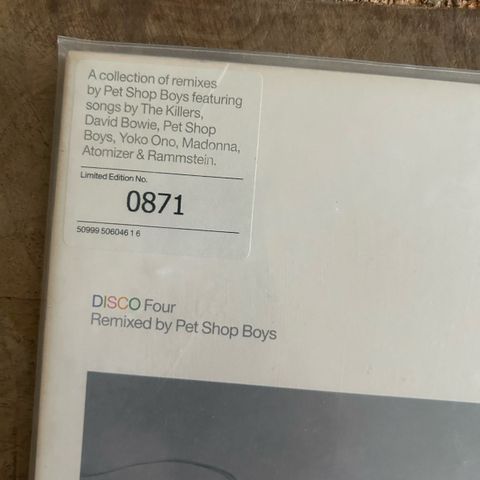 A collection of remixes
by Pet Shop Boys featuring
songs by The Killers,
David Bowie, Pet Shop
Boys, Yoko Ono, Madonna,
Atomizer & Rammstein.
Limited Edition No.
0871
50999 506046 1 6
DISCO Four
Remixed by Pet Shop Boys